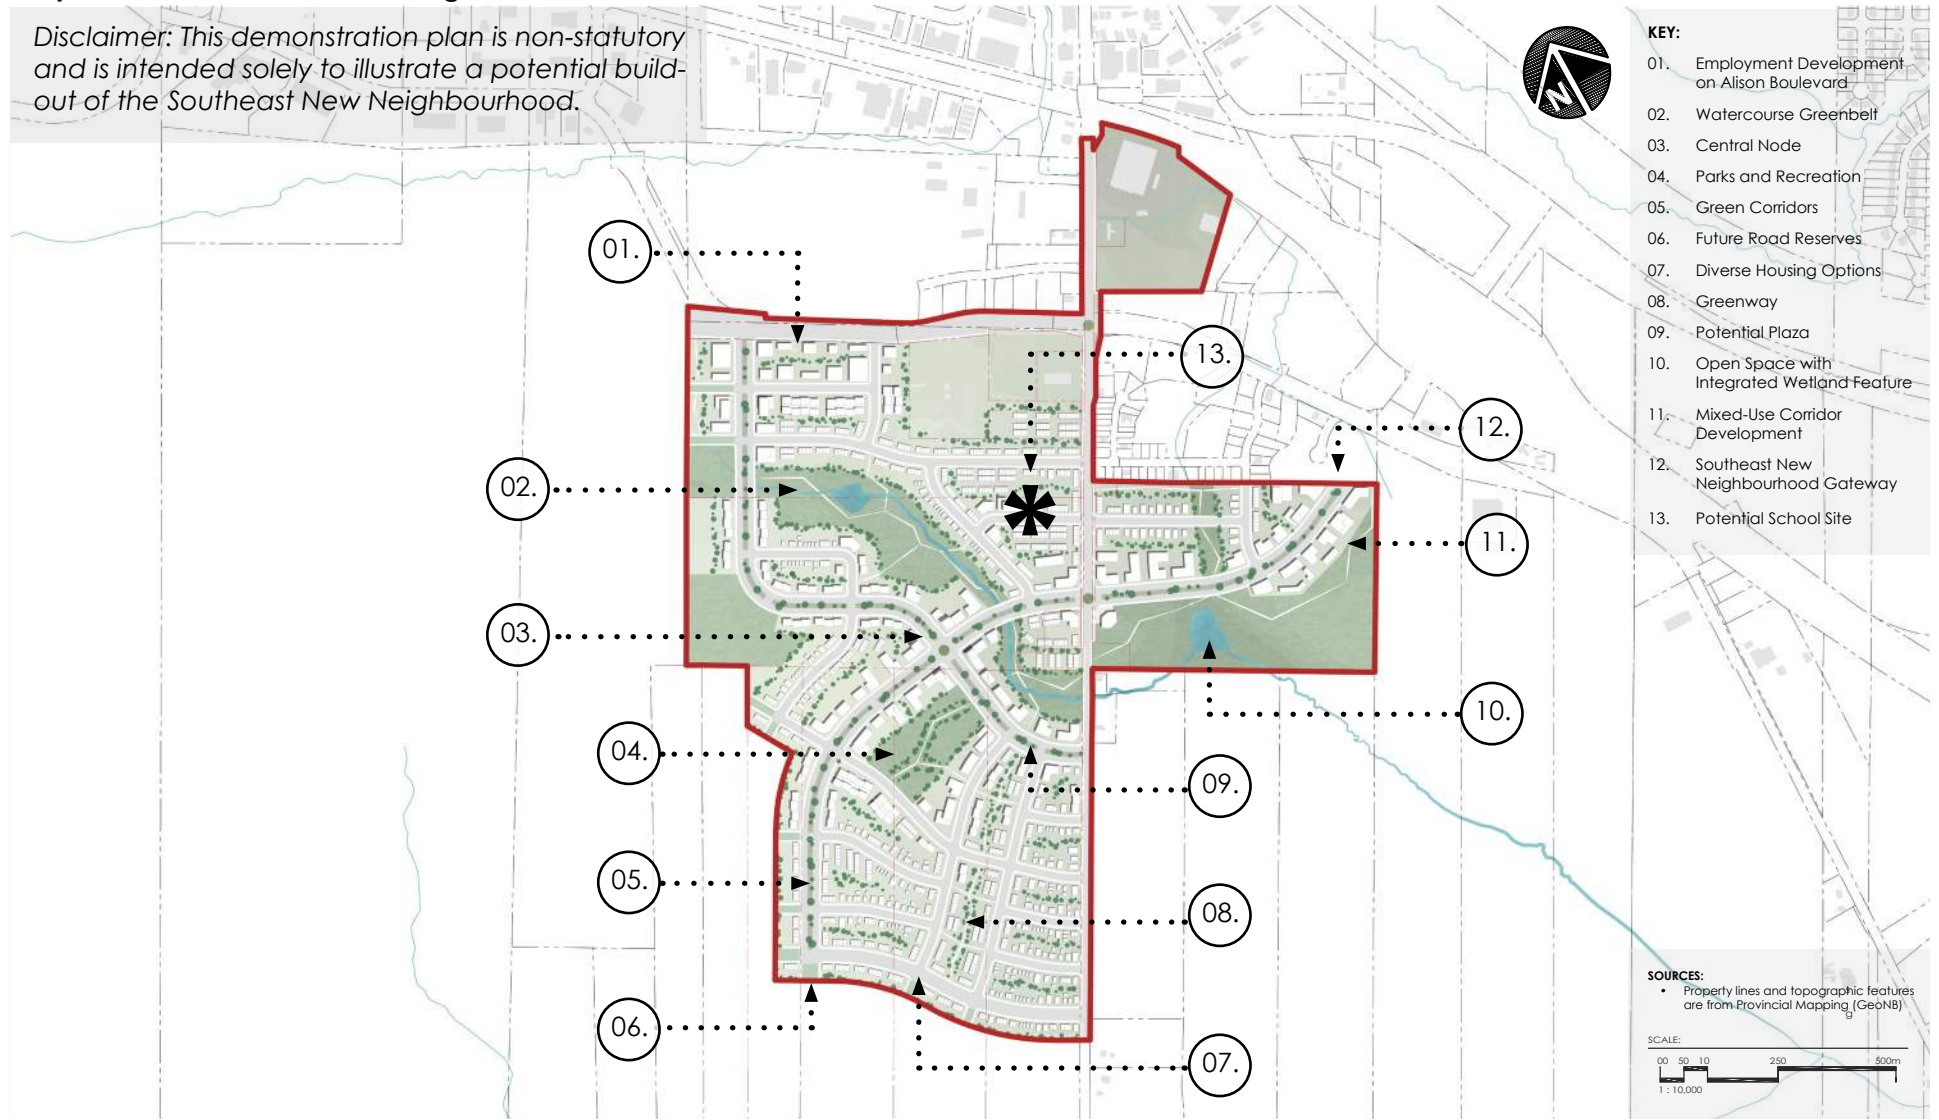 Disclaimer: This demonstration plan is non-statutory
and is intended solely to illustrate a potential build-
out of the Southeast New Neighbourhood.
N
KEY:
01. Employment Development
on Alison Boulevard
02. Watercourse Greenbelt
03. Central Node
04. Parks and Recreation
05. Green Corridors
06. Future Road Reserves
07. Diverse Housing Options
08. Greenway
09. Potential Plaza
10. Open Space with
Integrated Wetland Feature
11. Mixed-Use Corridor
Development
12. Southeast New
Neighbourhood Gateway
13. Potential School Site
01.
13.
12.
02.
11.
03.
10.
04.
09.
05.
08.
06.
07.
SOURCES:
• Property lines and topographic features
are from Provincial Mapping (GeoNB)
g
SCALE:
00 50 10 250 500m
1 : 10,000